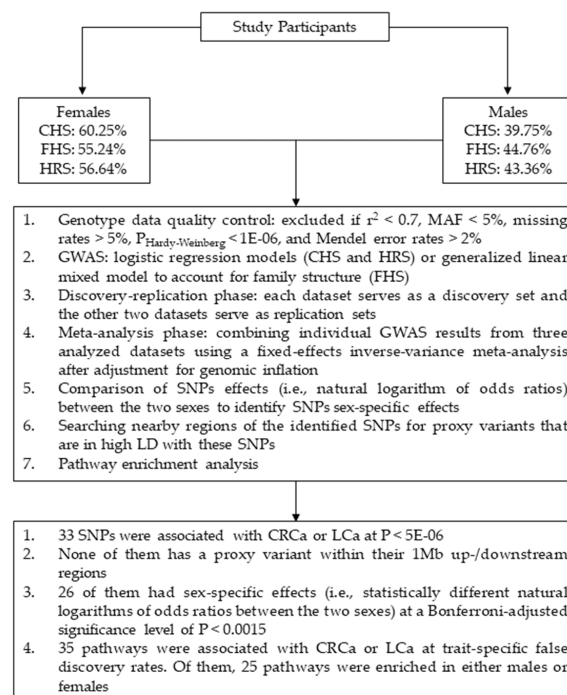 Study Participants
Females
CHS: 60.25%
FHS: 55.24%
HRS: 56.64%
Males
CHS: 39.75%
FHS: 44.76%
HRS: 43.36%
1. Genotype data quality control: excluded if r² < 0.7, MAF < 5%, missing
rates > 5%, PHardy-Weinberg < 1E-06, and Mendel error rates > 2%
2. GWAS: logistic regression models (CHS and HRS) or generalized linear
mixed model to account for family structure (FHS)
3. Discovery-replication phase: each dataset serves as a discovery set and
the other two datasets serve as replication sets
4. Meta-analysis phase: combining individual GWAS results from three
analyzed datasets using a fixed-effects inverse-variance meta-analysis
after adjustment for genomic inflation
5. Comparison of SNPs effects (i.e., natural logarithm of odds ratios)
between the two sexes to identify SNPs sex-specific effects
6. Searching nearby regions of the identified SNPs for proxy variants that
are in high LD with these SNPs
7. Pathway enrichment analysis
1. 33 SNPs were associated with CRCa or LCa at P < 5E-06
2. None of them has a proxy variant within their 1Mb up-/downstream
regions
3. 26 of them had sex-specific effects (i.e., statistically different natural
logarithms of odds ratios between the two sexes) at a Bonferroni-adjusted
significance level of P < 0.0015
4. 35 pathways were associated with CRCa or LCa at trait-specific false
discovery rates. Of them, 25 pathways were enriched in either males or
females